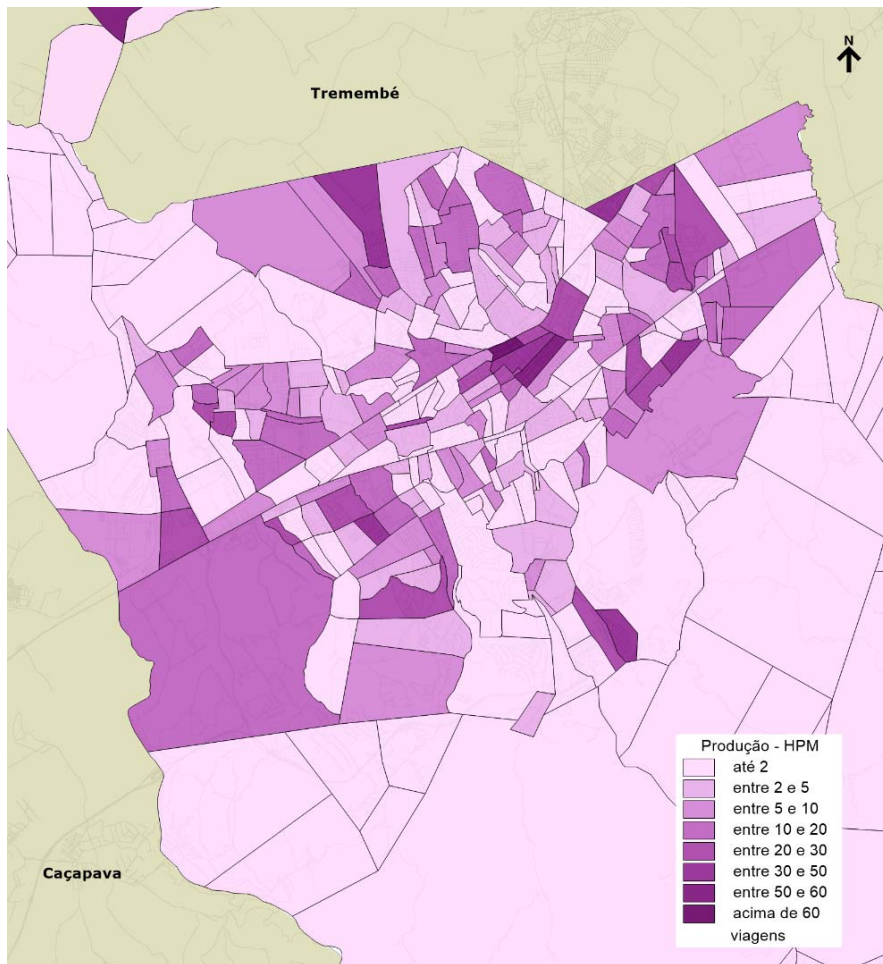 N
Tremembé
Produção - HPM
até 2
entre 2 e 5
entre 5 e 10
entre 10 e 20
entre 20 e 30
entre 30 e 50
entre 50 e 60
acima de 60
viagens
Caçapava